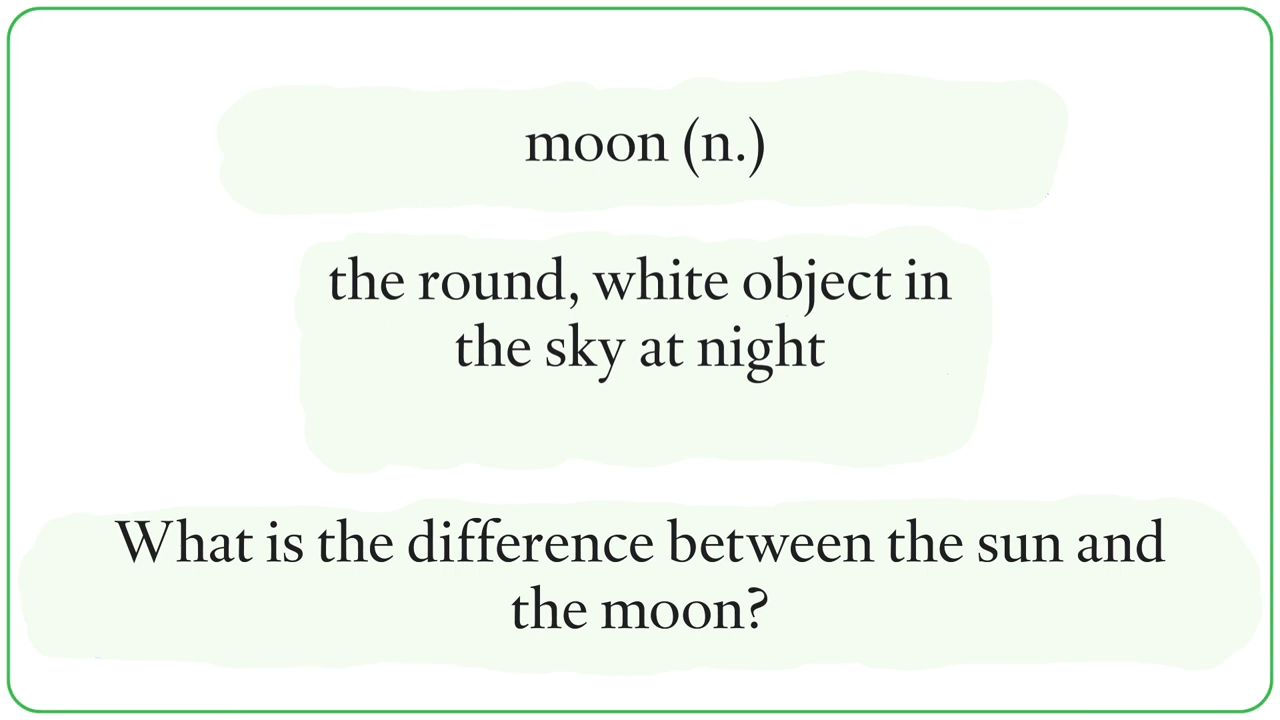 moon (n.)
the round, white object in
the sky at night
What is the difference between the sun and
the moon?